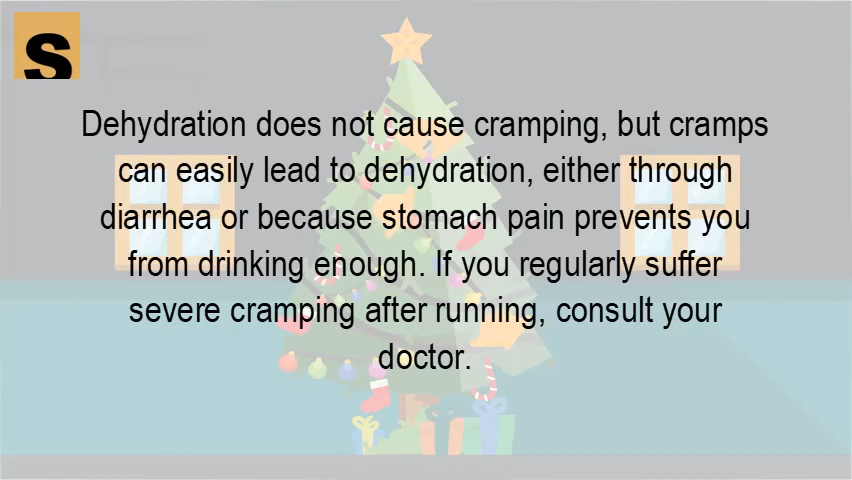 S
Dehydration does not cause cramping, but cramps
can easily lead to dehydration, either through
diarrhea or because stomach pain prevents you
from drinking enough. If you regularly suffer
severe cramping after running, consult your
doctor.